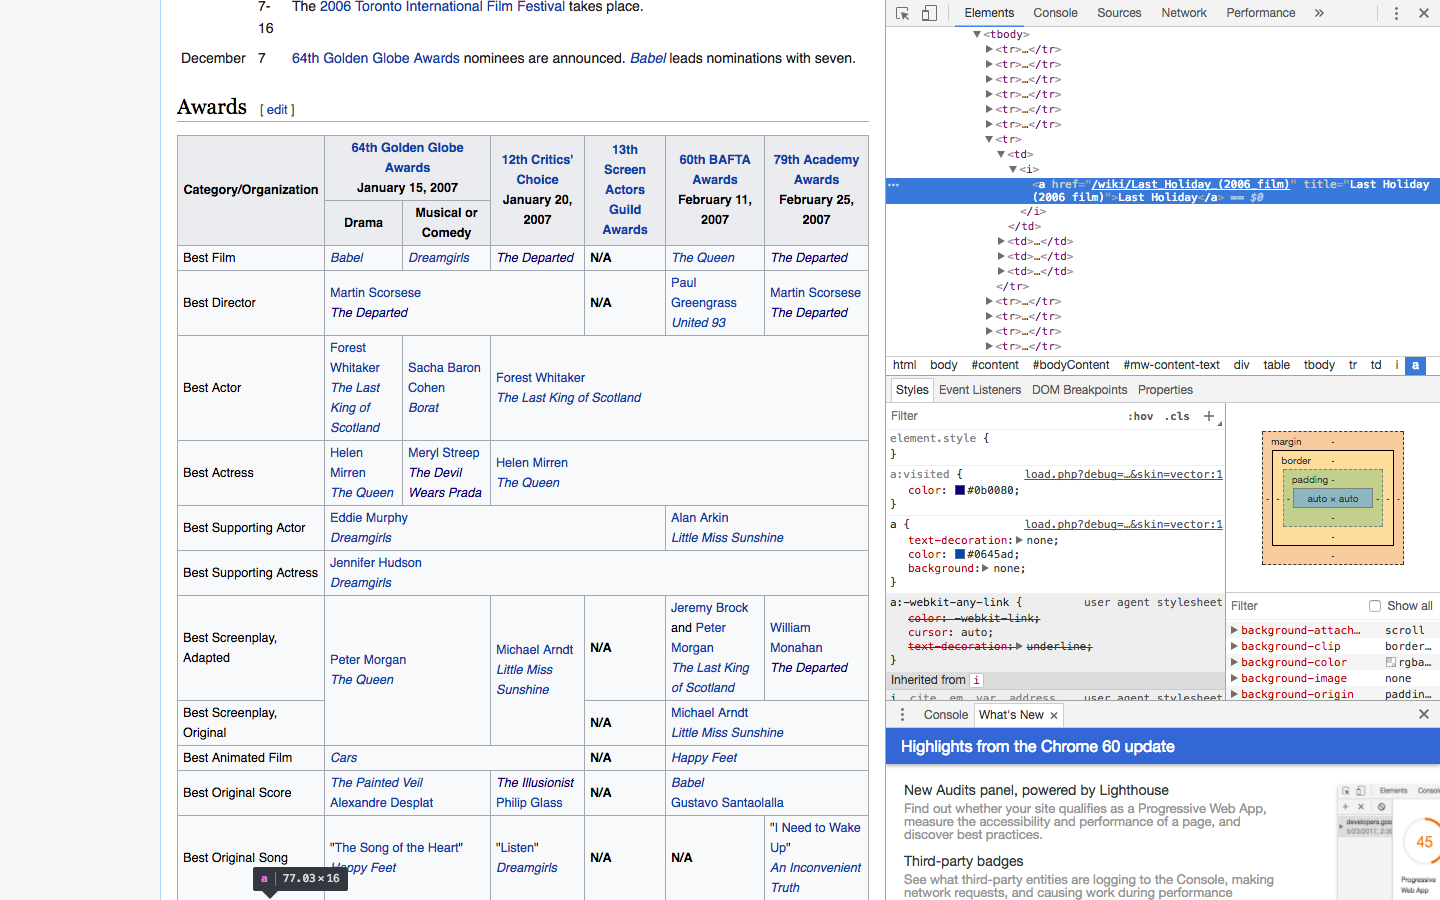 7-
16
The 2006 Toronto International Film Festival takes place.
December 7 64th Golden Globe Awards nominees are announced. Babel leads nominations with seven.
Awards [ edit ]
Category/Organization
64th Golden Globe
Awards
January 15, 2007
12th Critics'
Choice
January 20,
2007
13th
Screen
Actors
Guild
Awards
60th BAFTA
Awards
February 11,
2007
79th Academy
Awards
February 25,
2007
Drama
Musical or
Comedy
Best Film
Babel
Dreamgirls
The Departed
N/A
The Queen
The Departed
Best Director
Martin Scorsese
The Departed
N/A
Paul
Greengrass
United 93
Martin Scorsese
The Departed
Best Actor
Forest
Whitaker
The Last
King of
Scotland
Sacha Baron
Cohen
Borat
Forest Whitaker
The Last King of Scotland
Best Actress
Helen
Mirren
The Queen
Meryl Streep
The Devil
Wears Prada
Helen Mirren
The Queen
Best Supporting Actor
Eddie Murphy
Dreamgirls
Alan Arkin
Little Miss Sunshine
Best Supporting Actress
Jennifer Hudson
Dreamgirls
Best Screenplay,
Adapted
Peter Morgan
The Queen
Michael Arndt
Little Miss
Sunshine
N/A
Jeremy Brock
and Peter
Morgan
The Last King
of Scotland
William
Monahan
The Departed
Best Screenplay,
Original
N/A
Michael Arndt
Little Miss Sunshine
Best Animated Film
Cars
N/A
Happy Feet
Best Original Score
The Painted Veil
Alexandre Desplat
The Illusionist
Philip Glass
N/A
Babel
Gustavo Santaolalla
Best Original Song
"The Song of the Heart"
Happy Feet
"Listen"
Dreamgirls
N/A
N/A
"I Need to Wake
Up"
An Inconvenient
Truth
a 77.03 × 16
Elements Console Sources Network Performance »
▼<tbody>
▶<tr>…</tr>
▶<tr>…</tr>
▶<tr>…</tr>
▶<tr>…</tr>
▶<tr>…</tr>
▶<tr>…</tr>
▼<tr>
▼<td>
▼<i>
… <a href="/wiki/Last_Holiday_(2006_film)" title="Last Holiday
(2006 film)">Last Holiday</a> == $0
</i>
</td>
▶<td>…</td>
▶<td>…</td>
▶<td>…</td>
</tr>
▶<tr>…</tr>
▶<tr>…</tr>
▶<tr>…</tr>
▶<tr>…</tr>
html body #content #bodyContent #mw-content-text div table tbody tr td i a
Styles Event Listeners DOM Breakpoints Properties
Filter :hov .cls +
element.style {
}
a:visited { load.php?debug=…&skin=vector:1
color: #0b0080;
}
a { load.php?debug=…&skin=vector:1
text-decoration:▶ none;
color: #0645ad;
background:▶ none;
}
a:-webkit-any-link { user agent stylesheet
color: -webkit-link;
cursor: auto;
text-decoration:▶ underline;
}
Inherited from i
i, cite, em, var, address, user agent stylesheet
margin -
border -
padding -
- - - auto × auto - - -
-
-
-
Filter Show all
▶ background-attach… scroll
▶ background-clip border…
▶ background-color rgba…
▶ background-image none
▶ background-origin paddin…
Console What's New ×
Highlights from the Chrome 60 update
New Audits panel, powered by Lighthouse
Find out whether your site qualifies as a Progressive Web App,
measure the accessibility and performance of a page, and
discover best practices.
Third-party badges
See what third-party entities are logging to the Console, making
network requests, and causing work during performance
Elements Consol
developers.goo
5/23/2017, 2:39
45
Progressive
Web App